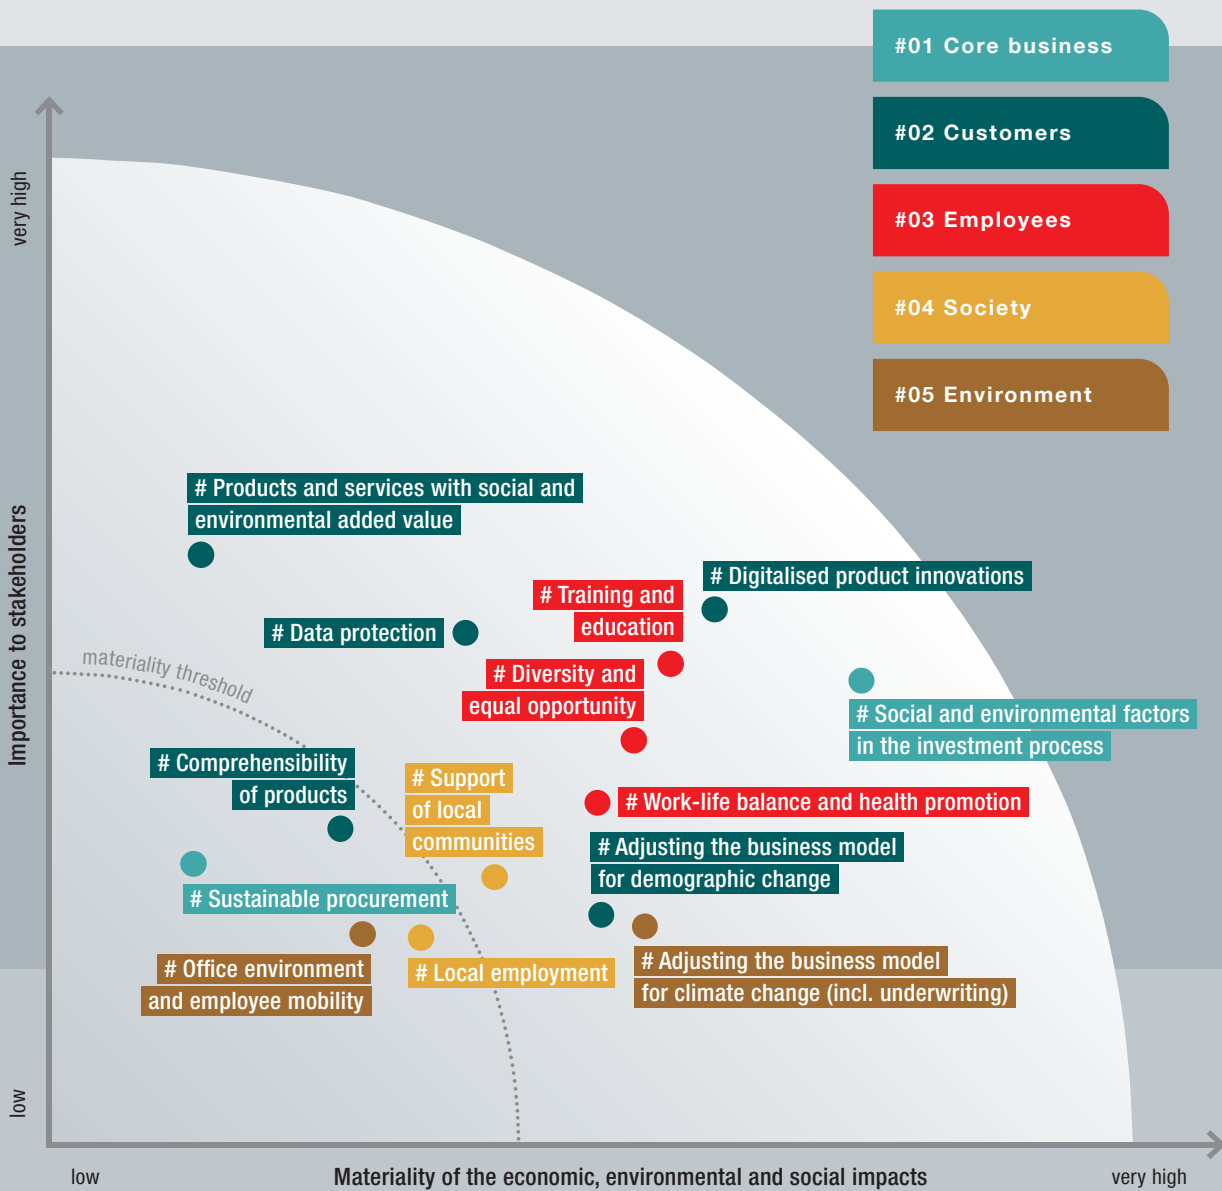 #01 Core business
#02 Customers
#03 Employees
#04 Society
#05 Environment
very high
Importance to stakeholders
low
# Products and services with social and
environmental added value
# Digitalised product innovations
# Training and
education
# Data protection
# Diversity and
equal opportunity
materiality threshold
# Social and environmental factors
in the investment process
# Comprehensibility
of products
# Support
of local
communities
# Work-life balance and health promotion
# Adjusting the business model
for demographic change
# Sustainable procurement
# Office environment
and employee mobility
# Local employment
# Adjusting the business model
for climate change (incl. underwriting)
low
Materiality of the economic, environmental and social impacts
very high